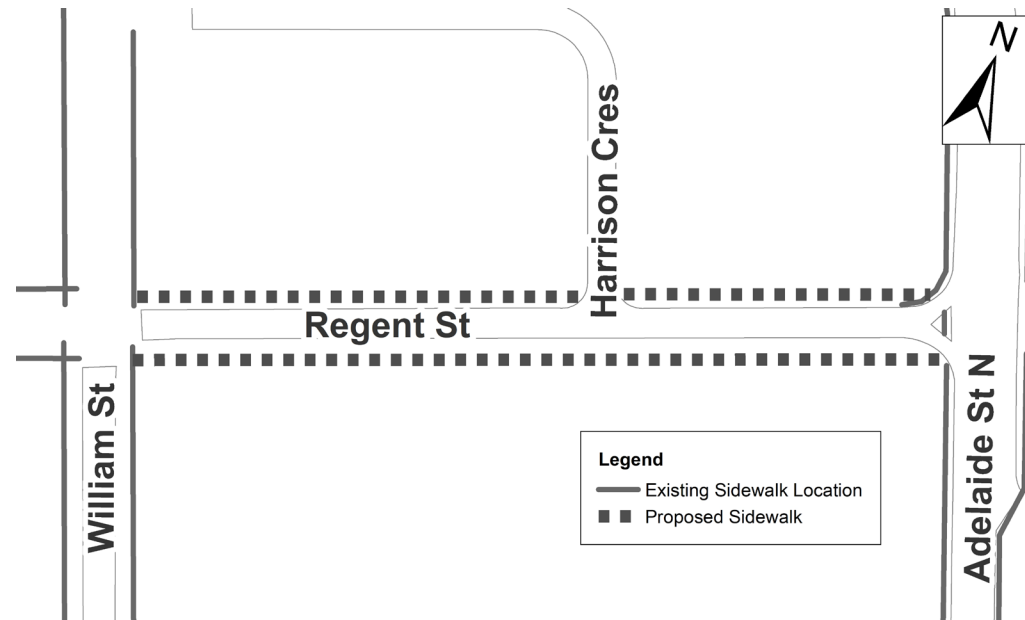 N
Harrison Cres
Regent St
William St
Adelaide St N
Legend
Existing Sidewalk Location
Proposed Sidewalk